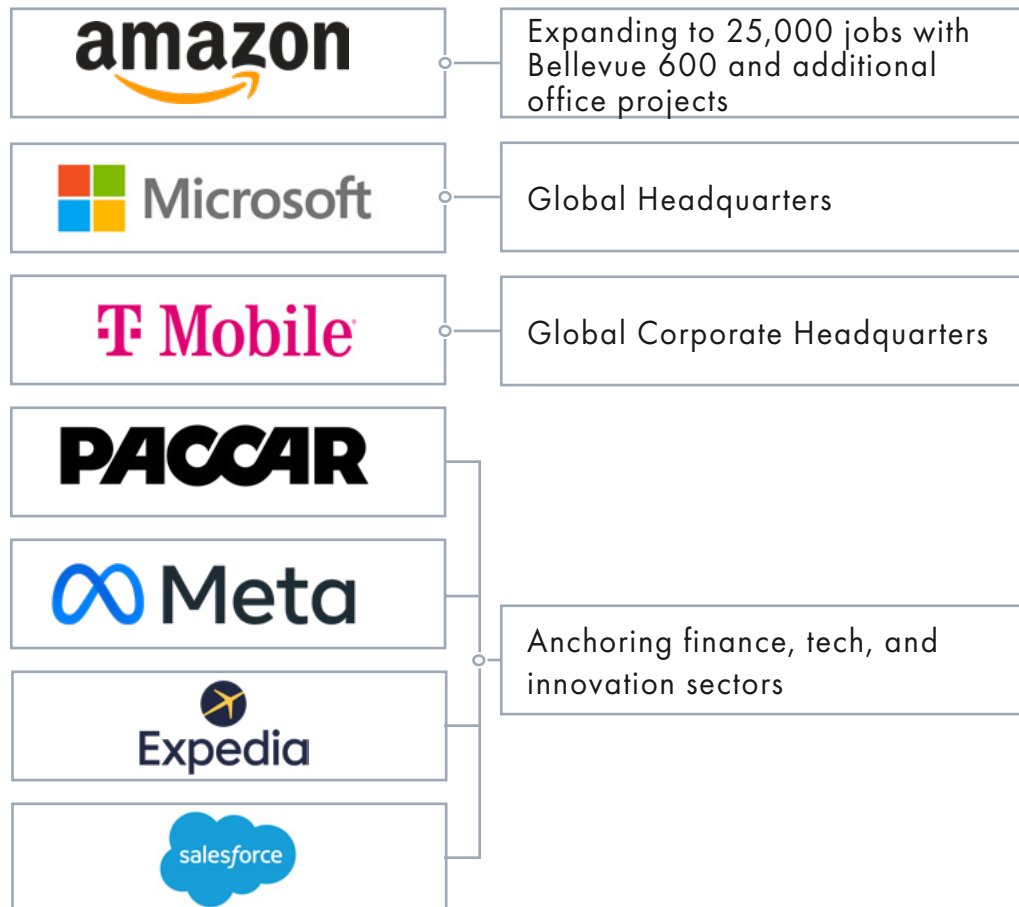 amazon
Expanding to 25,000 jobs with
Bellevue 600 and additional
office projects
Microsoft
Global Headquarters
T Mobile
Global Corporate Headquarters
PACCAR
Meta
Anchoring finance, tech, and
innovation sectors
Expedia
salesforce